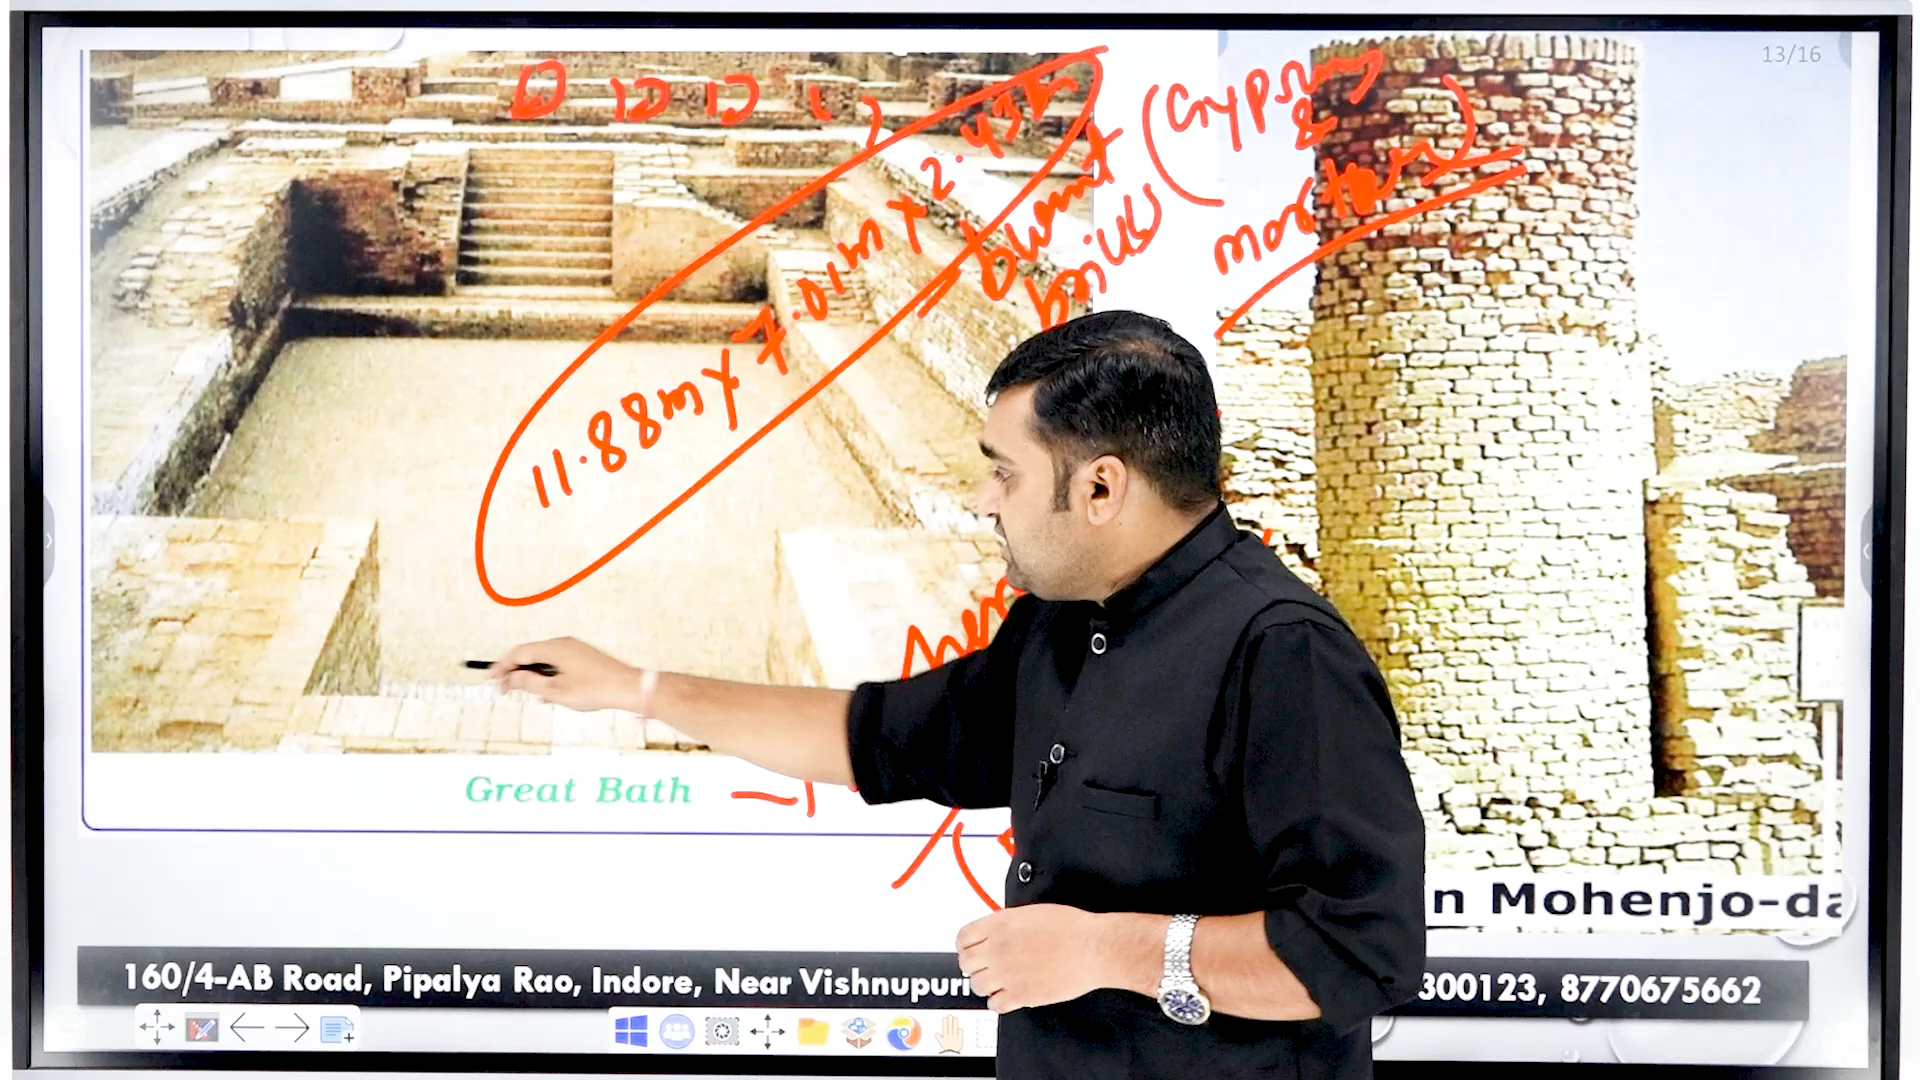 13/16
11.88m x 7.01m x 2.43m
burnt
bricks
(Gypsum
&
mortar)
Great Bath
n Mohenjo-da
160/4-AB Road, Pipalya Rao, Indore, Near Vishnupuri
300123, 8770675662